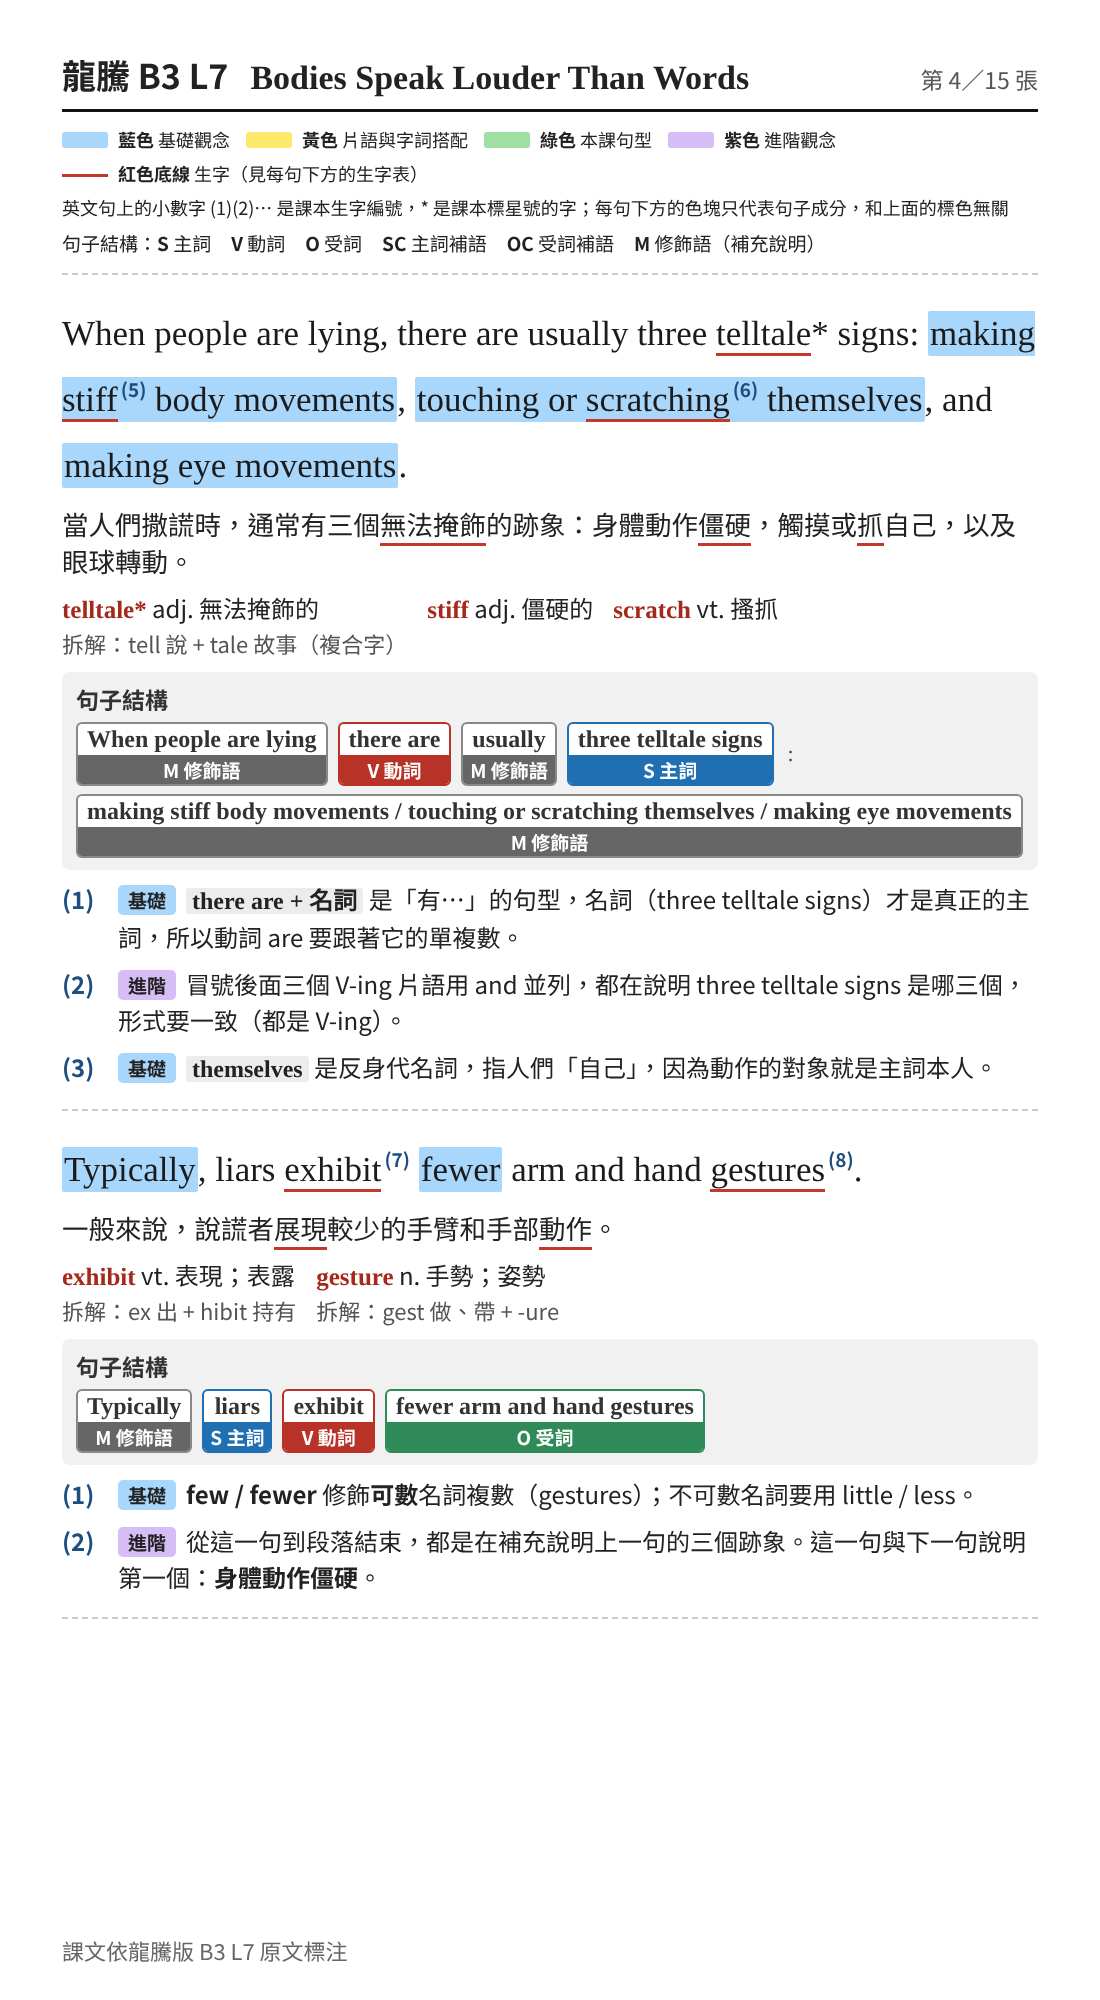 龍騰 B3 L7 Bodies Speak Louder Than Words 第 4／15 張
藍色 基礎觀念 黃色 片語與字詞搭配 綠色 本課句型 紫色 進階觀念
紅色底線 生字（見每句下方的生字表）
英文句上的小數字 (1)(2)⋯ 是課本生字編號，* 是課本標星號的字；每句下方的色塊只代表句子成分，和上面的標色無關
句子結構：S 主詞 V 動詞 O 受詞 SC 主詞補語 OC 受詞補語 M 修飾語（補充說明）
When people are lying, there are usually three telltale* signs: making
stiff(5) body movements, touching or scratching(6) themselves, and
making eye movements.
當人們撒謊時，通常有三個無法掩飾的跡象：身體動作僵硬，觸摸或抓自己，以及
眼球轉動。
telltale* adj. 無法掩飾的 stiff adj. 僵硬的 scratch vt. 搔抓
拆解：tell 說 + tale 故事（複合字）
句子結構
When people are lying there are usually three telltale signs :
M 修飾語 V 動詞 M 修飾語 S 主詞
making stiff body movements / touching or scratching themselves / making eye movements
M 修飾語
(1) 基礎 there are + 名詞 是「有⋯」的句型，名詞（three telltale signs）才是真正的主
詞，所以動詞 are 要跟著它的單複數。
(2) 進階 冒號後面三個 V-ing 片語用 and 並列，都在說明 three telltale signs 是哪三個，
形式要一致（都是 V-ing）。
(3) 基礎 themselves 是反身代名詞，指人們「自己」，因為動作的對象就是主詞本人。
Typically, liars exhibit(7) fewer arm and hand gestures(8).
一般來說，說謊者展現較少的手臂和手部動作。
exhibit vt. 表現；表露 gesture n. 手勢；姿勢
拆解：ex 出 + hibit 持有 拆解：gest 做、帶 + -ure
句子結構
Typically liars exhibit fewer arm and hand gestures
M 修飾語 S 主詞 V 動詞 O 受詞
(1) 基礎 few / fewer 修飾可數名詞複數（gestures）；不可數名詞要用 little / less。
(2) 進階 從這一句到段落結束，都是在補充說明上一句的三個跡象。這一句與下一句說明
第一個：身體動作僵硬。
課文依龍騰版 B3 L7 原文標注